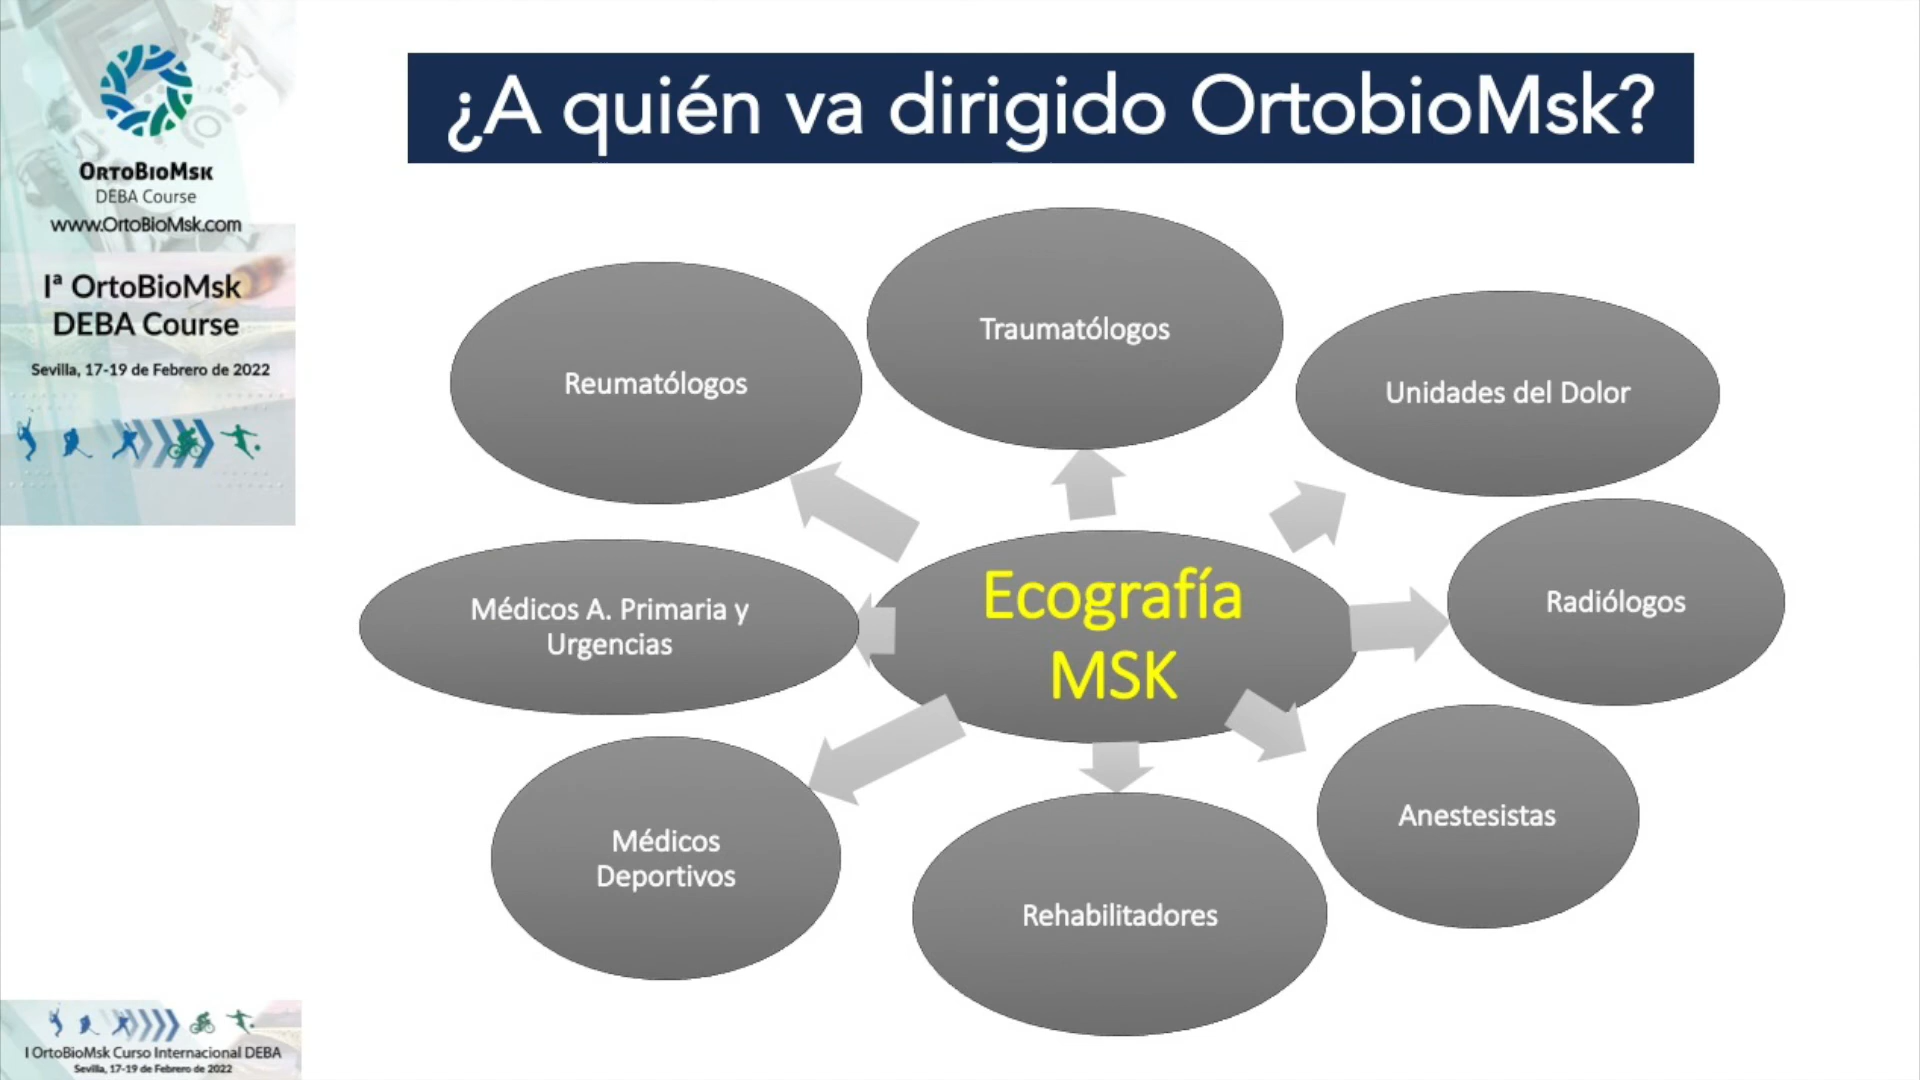 ORTOBIOMSK
DEBA Course
www.OrtoBioMsk.com
Iª OrtoBioMsk
DEBA Course
Sevilla, 17-19 de Febrero de 2022
¿A quién va dirigido OrtobioMsk?
Traumatólogos
Reumatólogos
Unidades del Dolor
Ecografía
MSK
Médicos A. Primaria y
Urgencias
Radiólogos
Anestesistas
Médicos
Deportivos
Rehabilitadores
I OrtoBioMsk Curso Internacional DEBA
Sevilla, 17-19 de Febrero de 2022